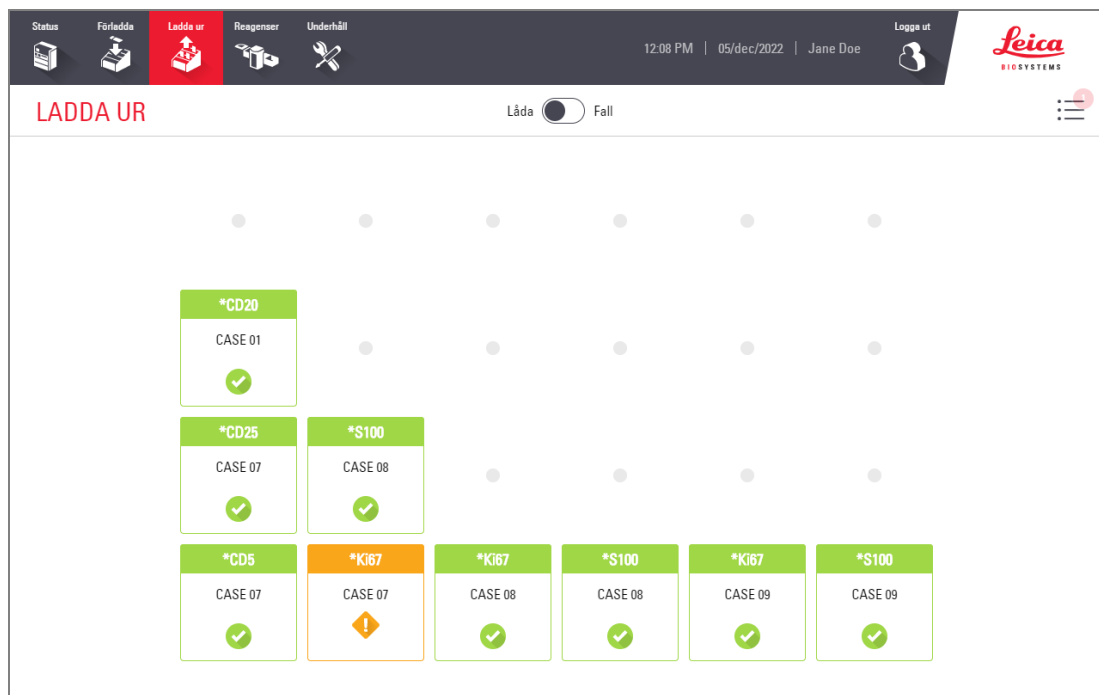 Status Förladda Ladda ur Reagenser Underhåll Logga ut
12:08 PM | 05/dec/2022 | Jane Doe
Leica
BIOSYSTEMS
LADDA UR
Låda Fall
1
*CD20
CASE 01
*CD25 *S100
CASE 07 CASE 08
*CD5 *Ki67 *Ki67 *S100 *Ki67 *S100
CASE 07 CASE 07 CASE 08 CASE 08 CASE 09 CASE 09